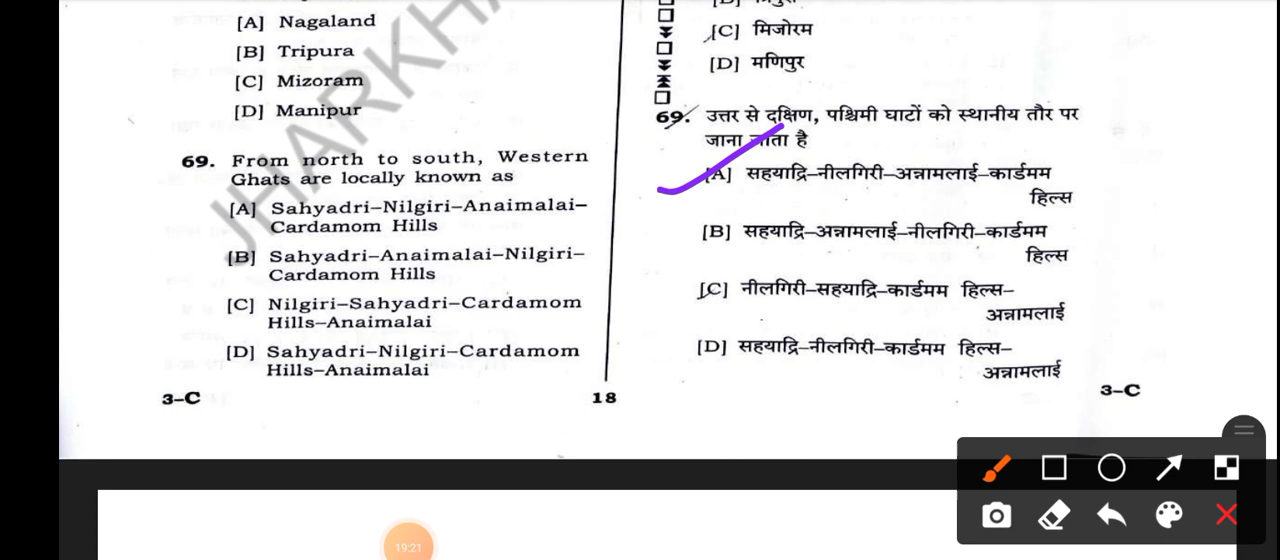 [A] Nagaland
[B] Tripura
[C] Mizoram
[D] Manipur
69. From north to south, Western
Ghats are locally known as
[A] Sahyadri–Nilgiri–Anaimalai–
Cardamom Hills
[B] Sahyadri–Anaimalai–Nilgiri–
Cardamom Hills
[C] Nilgiri–Sahyadri–Cardamom
Hills–Anaimalai
[D] Sahyadri–Nilgiri–Cardamom
Hills–Anaimalai
3–C
18
[C] मिजोरम
[D] मणिपुर
69. उत्तर से दक्षिण, पश्चिमी घाटों को स्थानीय तौर पर
जाना जाता है
[A] सहयाद्रि–नीलगिरी–अन्नामलाई–कार्डमम
हिल्स
[B] सहयाद्रि–अन्नामलाई–नीलगिरी–कार्डमम
हिल्स
[C] नीलगिरी–सहयाद्रि–कार्डमम हिल्स–
अन्नामलाई
[D] सहयाद्रि–नीलगिरी–कार्डमम हिल्स–
अन्नामलाई
3–C
JHARKHA
19:21